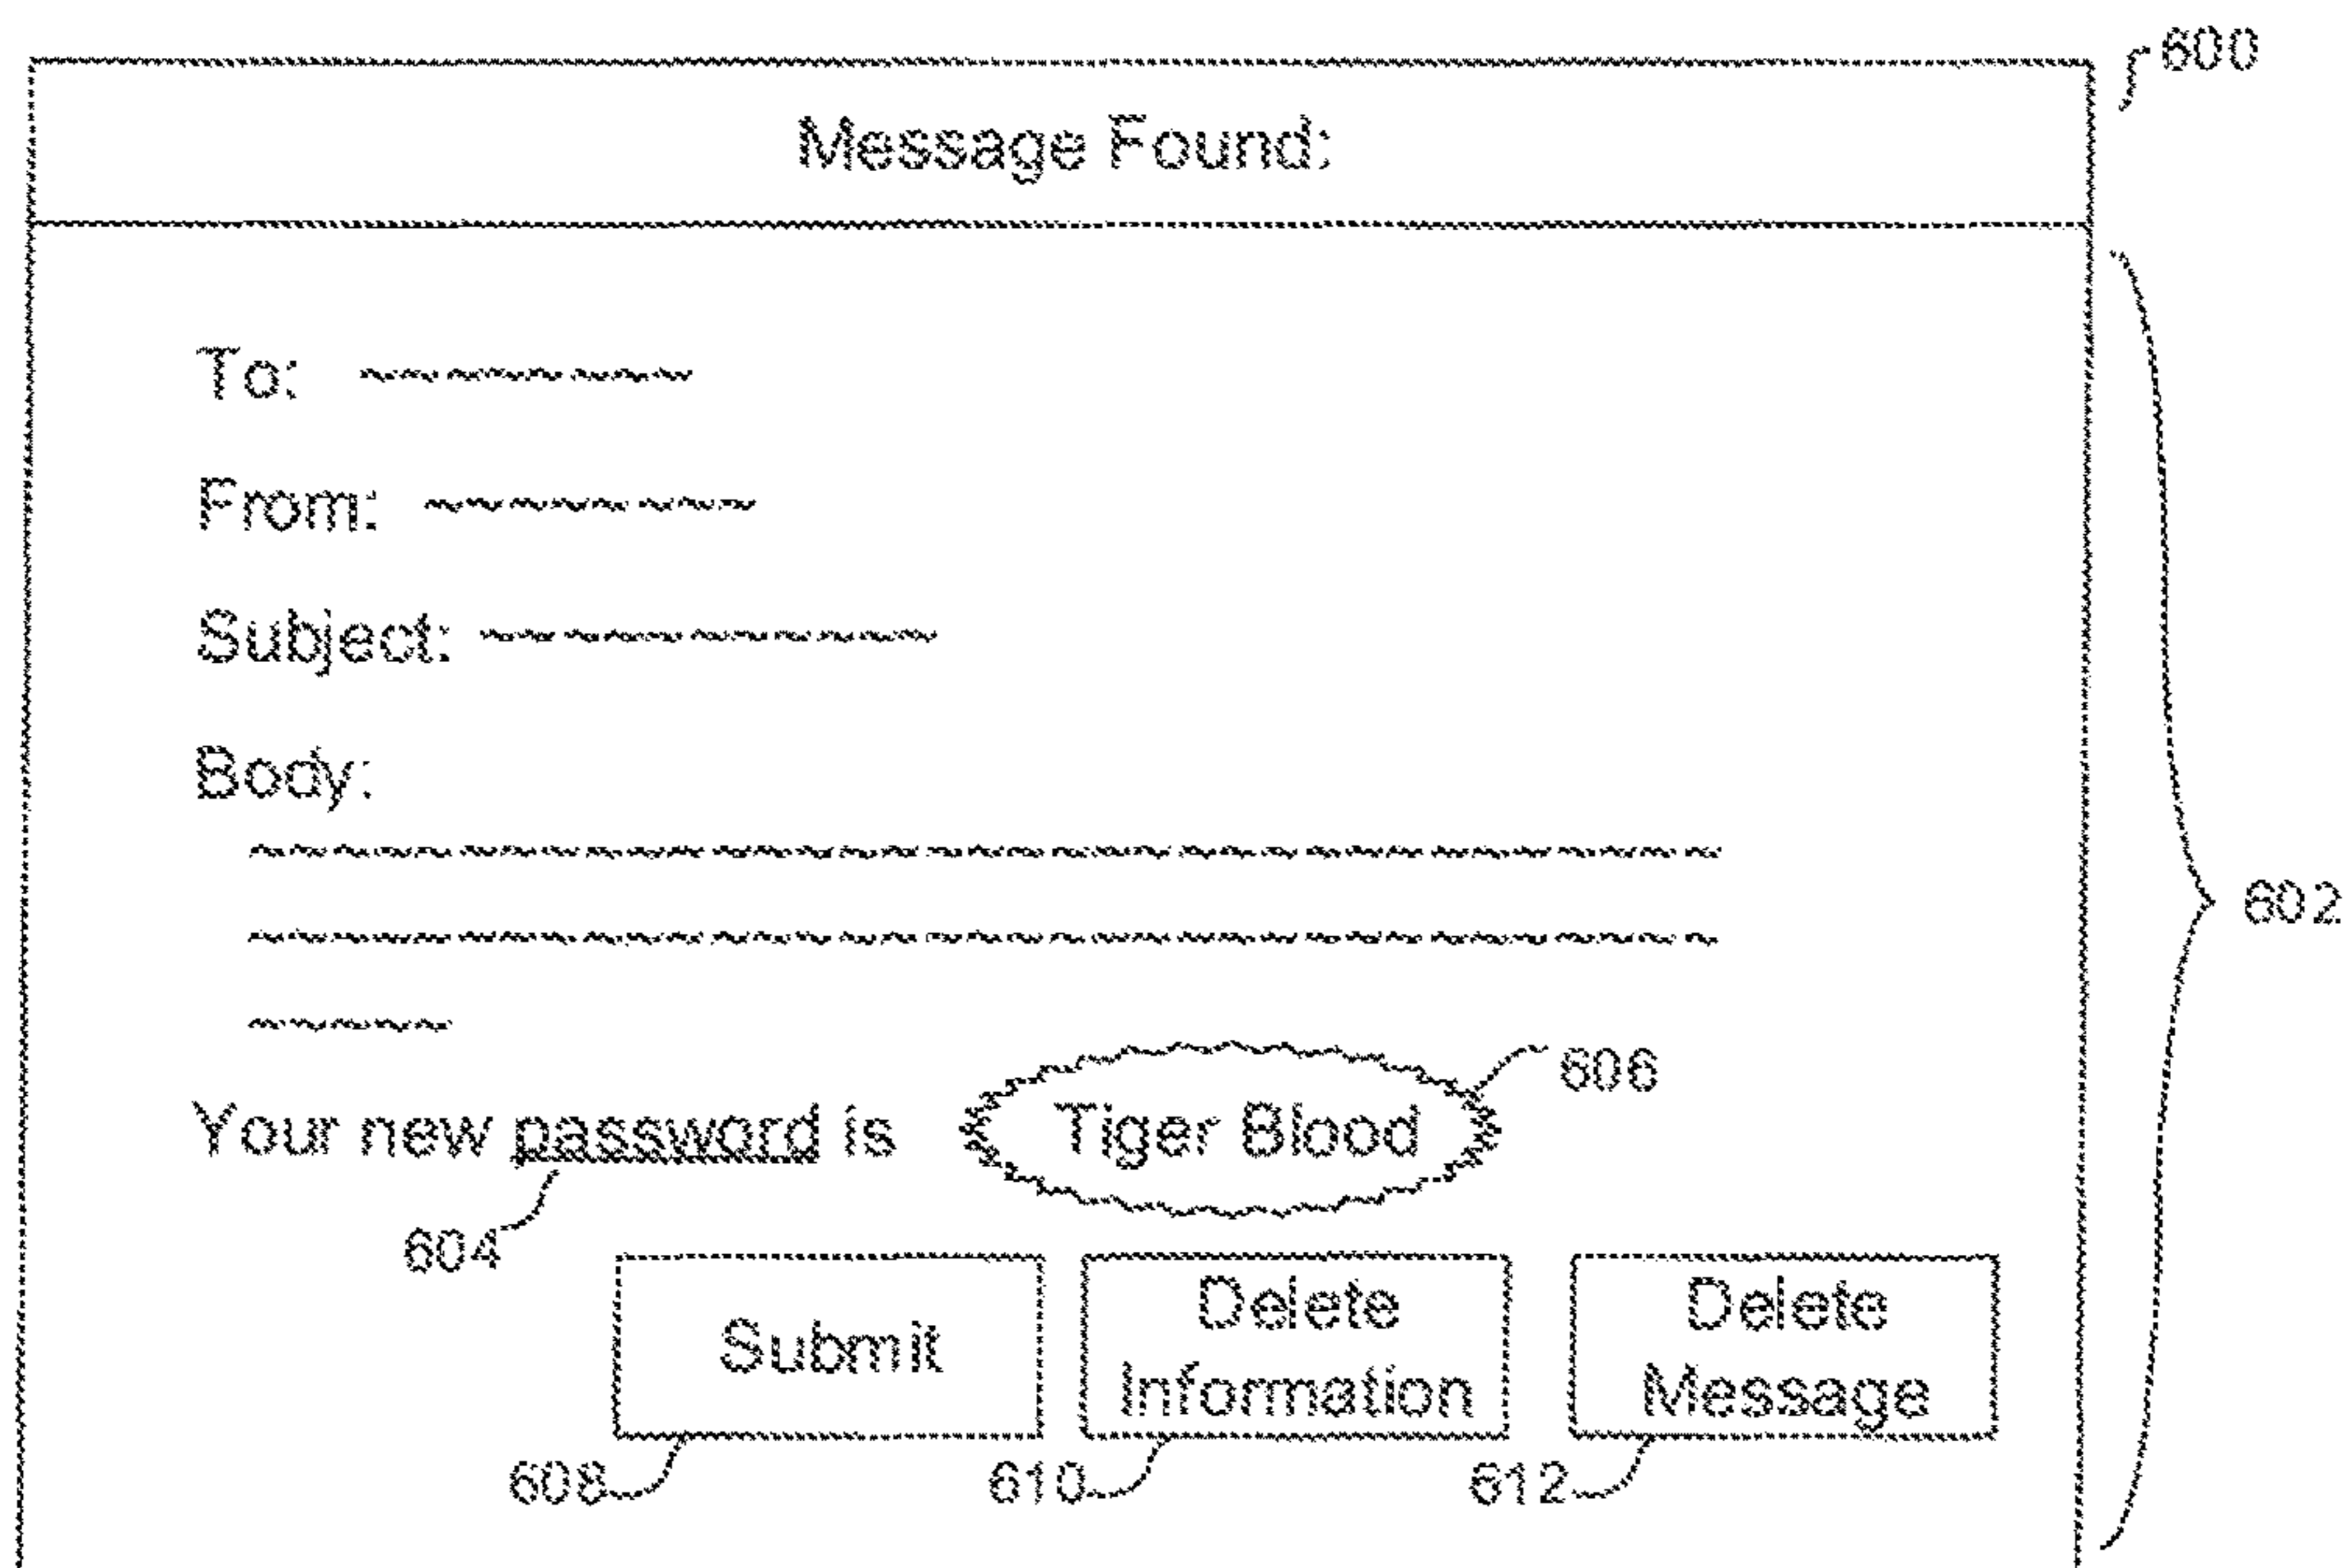 600
Message Found:
To:
From:
Subject:
Body:
602
606
Your new password is Tiger Blood
604
Submit Delete Information Delete Message
608 610 612